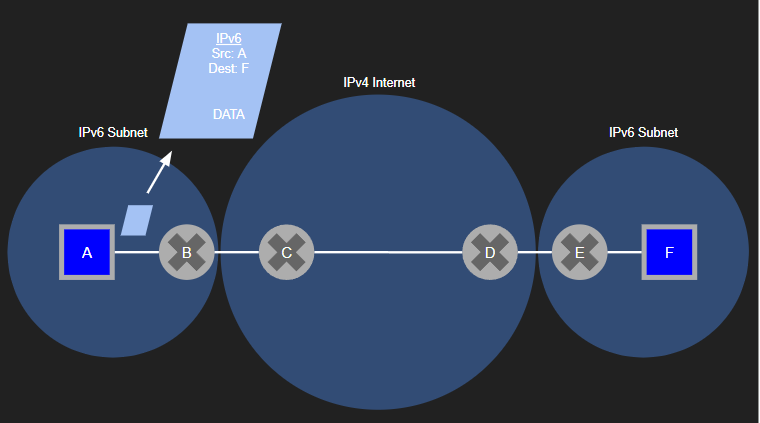 IPv6
Src: A
Dest: F
DATA
IPv4 Internet
IPv6 Subnet
IPv6 Subnet
A
B
C
D
E
F